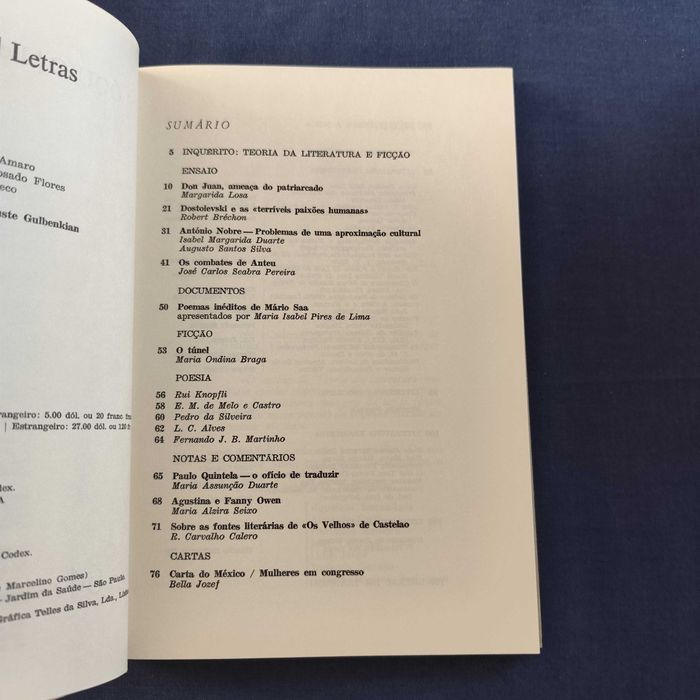 Letras
Amaro
osado Flores
eco
uste Gulbenkian
rangeiro: 5.00 dól. ou 20 franc
| Estrangeiro: 27.00 dól. ou 120
dex.
A
Codex.
Marcelino Gomes)
- Jardim da Saúde — São Paulo
Gráfica Telles da Silva, Lda.,
SUMÁRIO
5 INQUÉRITO: TEORIA DA LITERATURA E FICÇÃO
ENSAIO
10 Don Juan, ameaça do patriarcado
Margarida Losa
21 Dostoievski e as «terríveis paixões humanas»
Robert Bréchon
31 António Nobre — Problemas de uma aproximação cultural
Isabel Margarida Duarte
Augusto Santos Silva
41 Os combates de Anteu
José Carlos Seabra Pereira
DOCUMENTOS
50 Poemas inéditos de Mário Saa
apresentados por Maria Isabel Pires de Lima
FICÇÃO
53 O túnel
Maria Ondina Braga
POESIA
56 Rui Knopfli
58 E. M. de Melo e Castro
60 Pedro da Silveira
62 L. C. Alves
64 Fernando J. B. Martinho
NOTAS E COMENTÁRIOS
65 Paulo Quintela — o ofício de traduzir
Maria Assunção Duarte
68 Agustina e Fanny Owen
Maria Alzira Seixo
71 Sobre as fontes literárias de «Os Velhos» de Castelao
R. Carvalho Calero
CARTAS
76 Carta do México / Mulheres em congresso
Bella Jozef